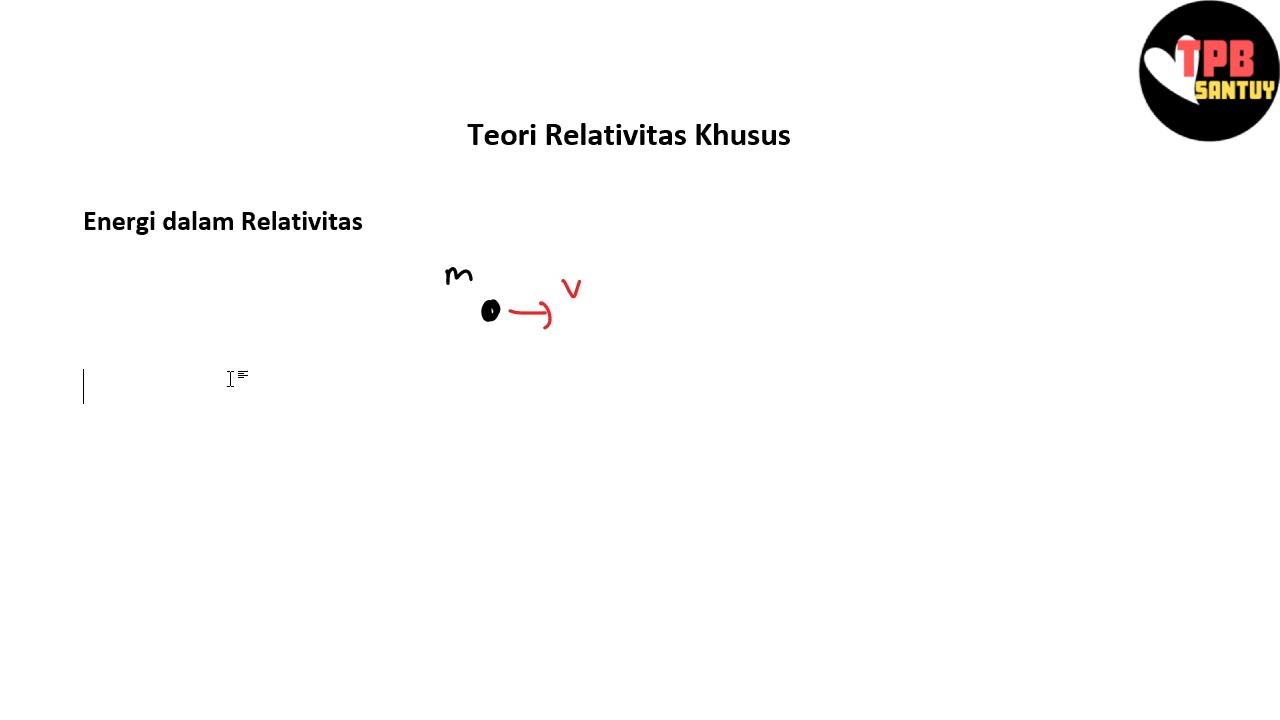 TPB
SANTUY
Teori Relativitas Khusus
Energi dalam Relativitas
m
v